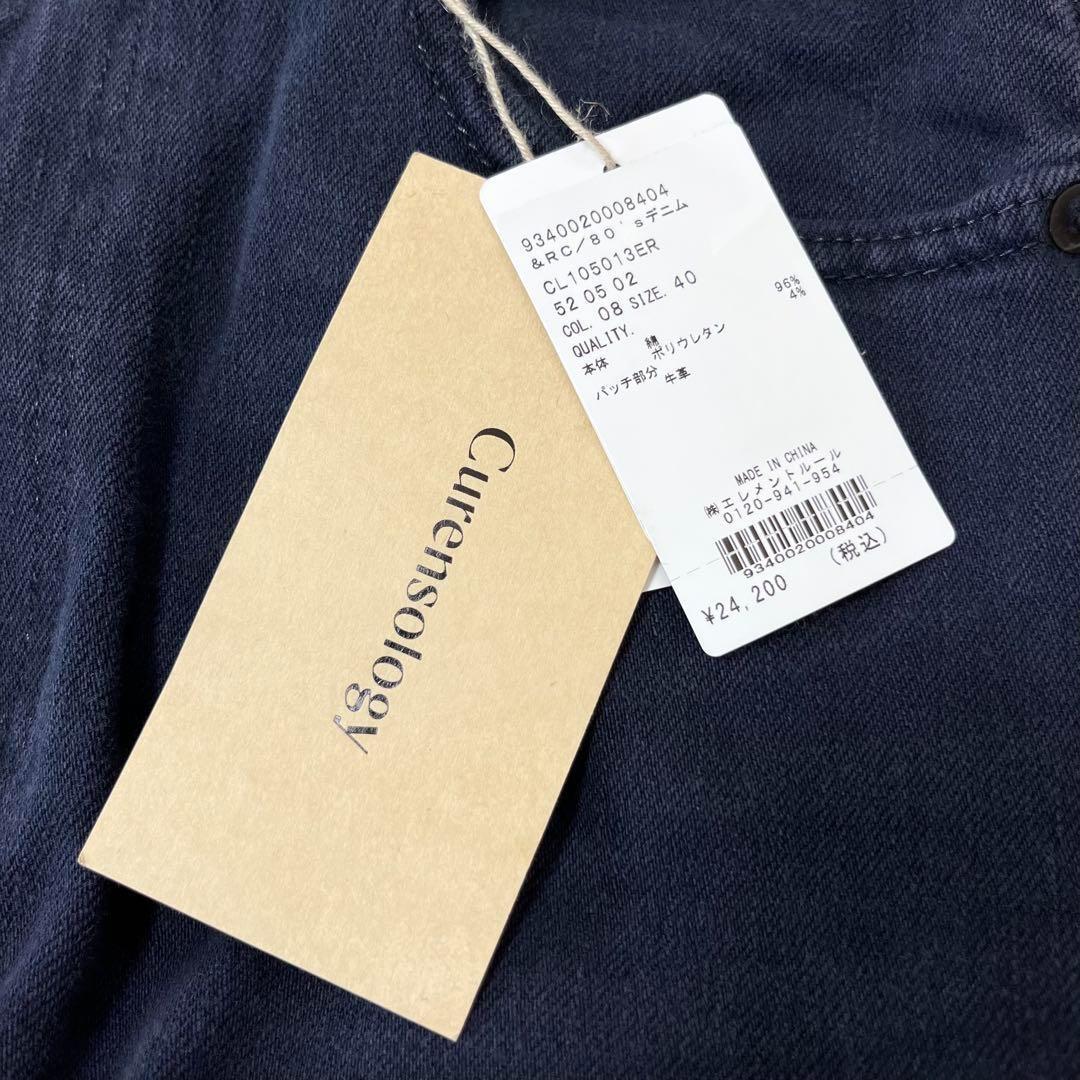 Curensology
9340020008404
&RC/80'sデニム
CL105013ER
52 05 02
COL. 08 SIZE. 40
QUALITY.
本体 綿 96%
ポリウレタン 4%
パッチ部分 牛革
MADE IN CHINA
㈱エレメントルール
0120-941-954
9340020008404
¥24,200 (税込)